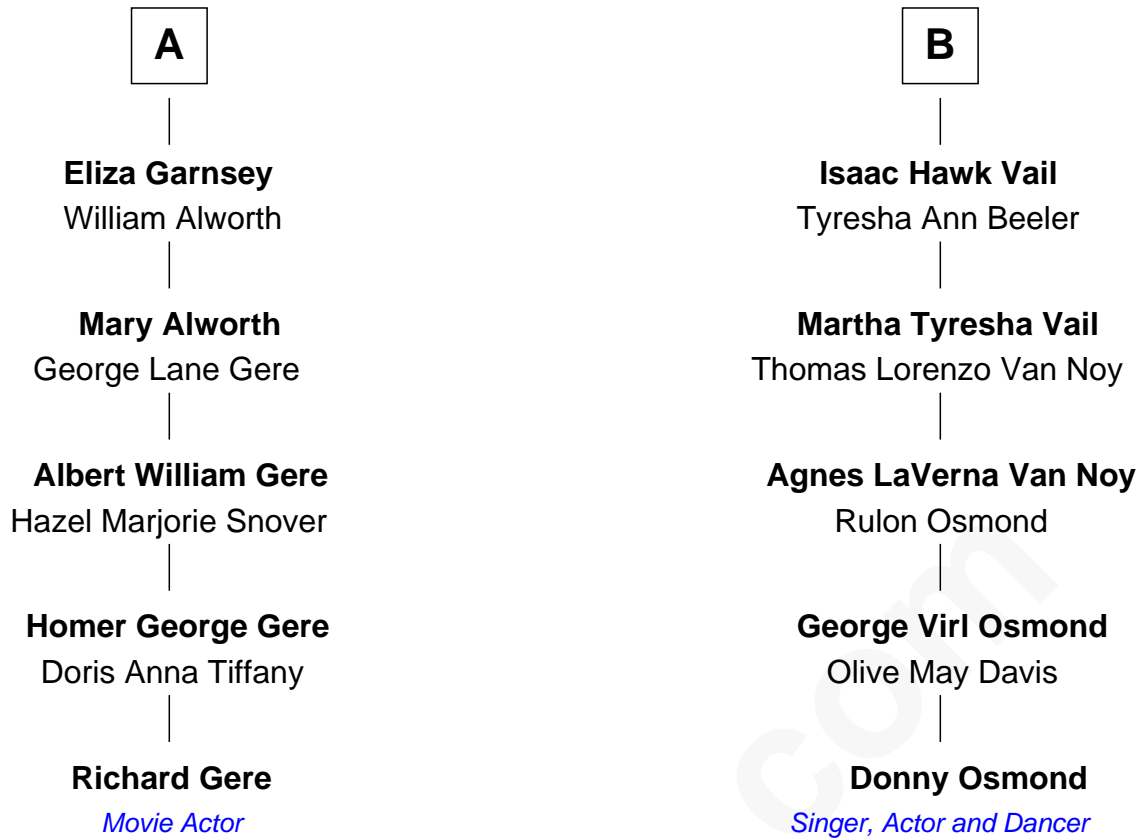 A
Eliza Garnsey
William Alworth
Mary Alworth
George Lane Gere
Albert William Gere
Hazel Marjorie Snover
Homer George Gere
Doris Anna Tiffany
Richard Gere
Movie Actor
B
Isaac Hawk Vail
Tyresha Ann Beeler
Martha Tyresha Vail
Thomas Lorenzo Van Noy
Agnes LaVerna Van Noy
Rulon Osmond
George Virl Osmond
Olive May Davis
Donny Osmond
Singer, Actor and Dancer
com